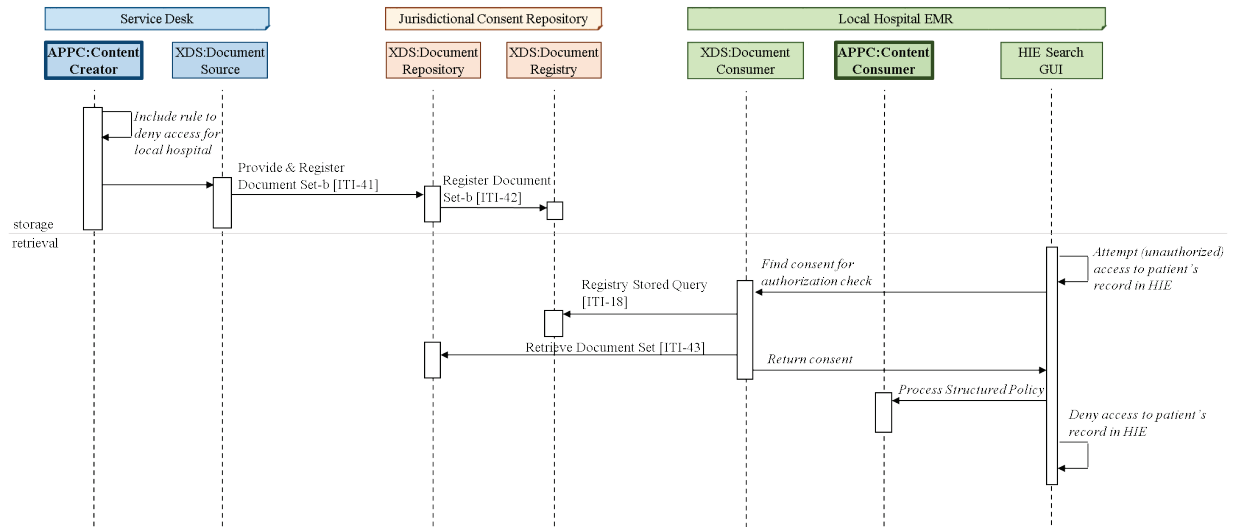 Service Desk
Jurisdictional Consent Repository
Local Hospital EMR
APPC:Content
Creator
XDS:Document
Source
XDS:Document
Repository
XDS:Document
Registry
XDS:Document
Consumer
APPC:Content
Consumer
HIE Search
GUI
Include rule to
deny access for
local hospital
Provide & Register
Document Set-b [ITI-41]
Register Document
Set-b [ITI-42]
storage
retrieval
Attempt (unauthorized)
access to patient's
record in HIE
Find consent for
authorization check
Registry Stored Query
[ITI-18]
Retrieve Document Set [ITI-43]
Return consent
Process Structured Policy
Deny access to patient's
record in HIE